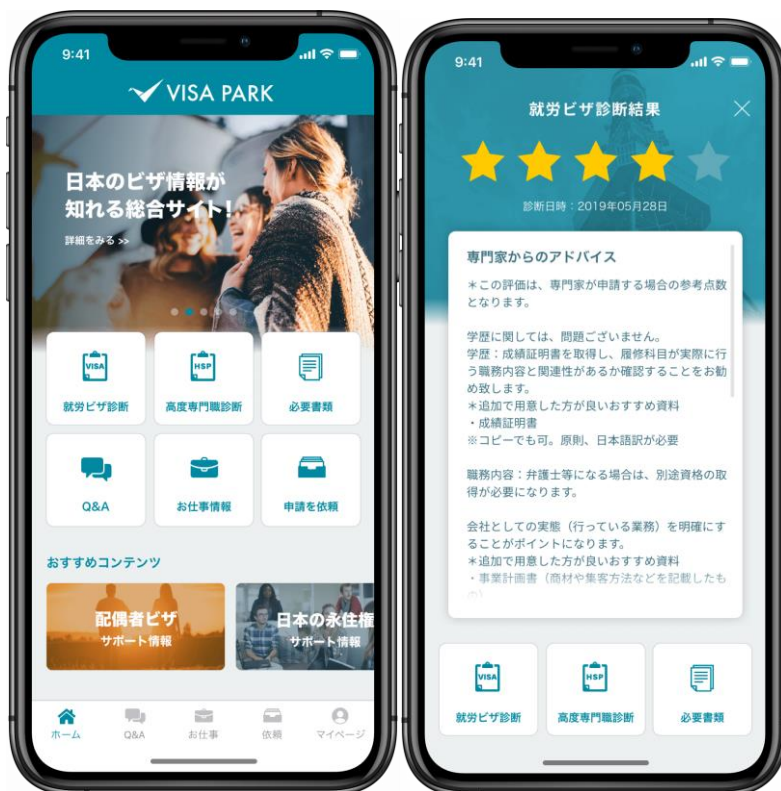 9:41
VISA PARK
日本のビザ情報が
知れる総合サイト!
詳細をみる >>
VISA
HSP
就労ビザ診断
高度専門職診断
必要書類
Q&A
お仕事情報
申請を依頼
おすすめコンテンツ
配偶者ビザ
サポート情報
日本の永住権
サポート情報
ホーム
Q&A
お仕事
依頼
マイページ
9:41
就労ビザ診断結果
診断日時：2019年05月28日
専門家からのアドバイス
＊この評価は、専門家が申請する場合の参考点数
となります。
学歴に関しては、問題ございません。
学歴：成績証明書を取得し、履修科目が実際に行
う職務内容と関連性があるか確認することをお勧
め致します。
＊追加で用意した方が良いおすすめ資料
・成績証明書
※コピーでも可。原則、日本語訳が必要
職務内容：弁護士等になる場合は、別途資格の取
得が必要になります。
会社としての実態（行っている業務）を明確にす
ることがポイントになります。
＊追加で用意した方が良いおすすめ資料
・事業計画書（商材や集客方法などを記載したも
の）
VISA
HSP
就労ビザ診断
高度専門職診断
必要書類